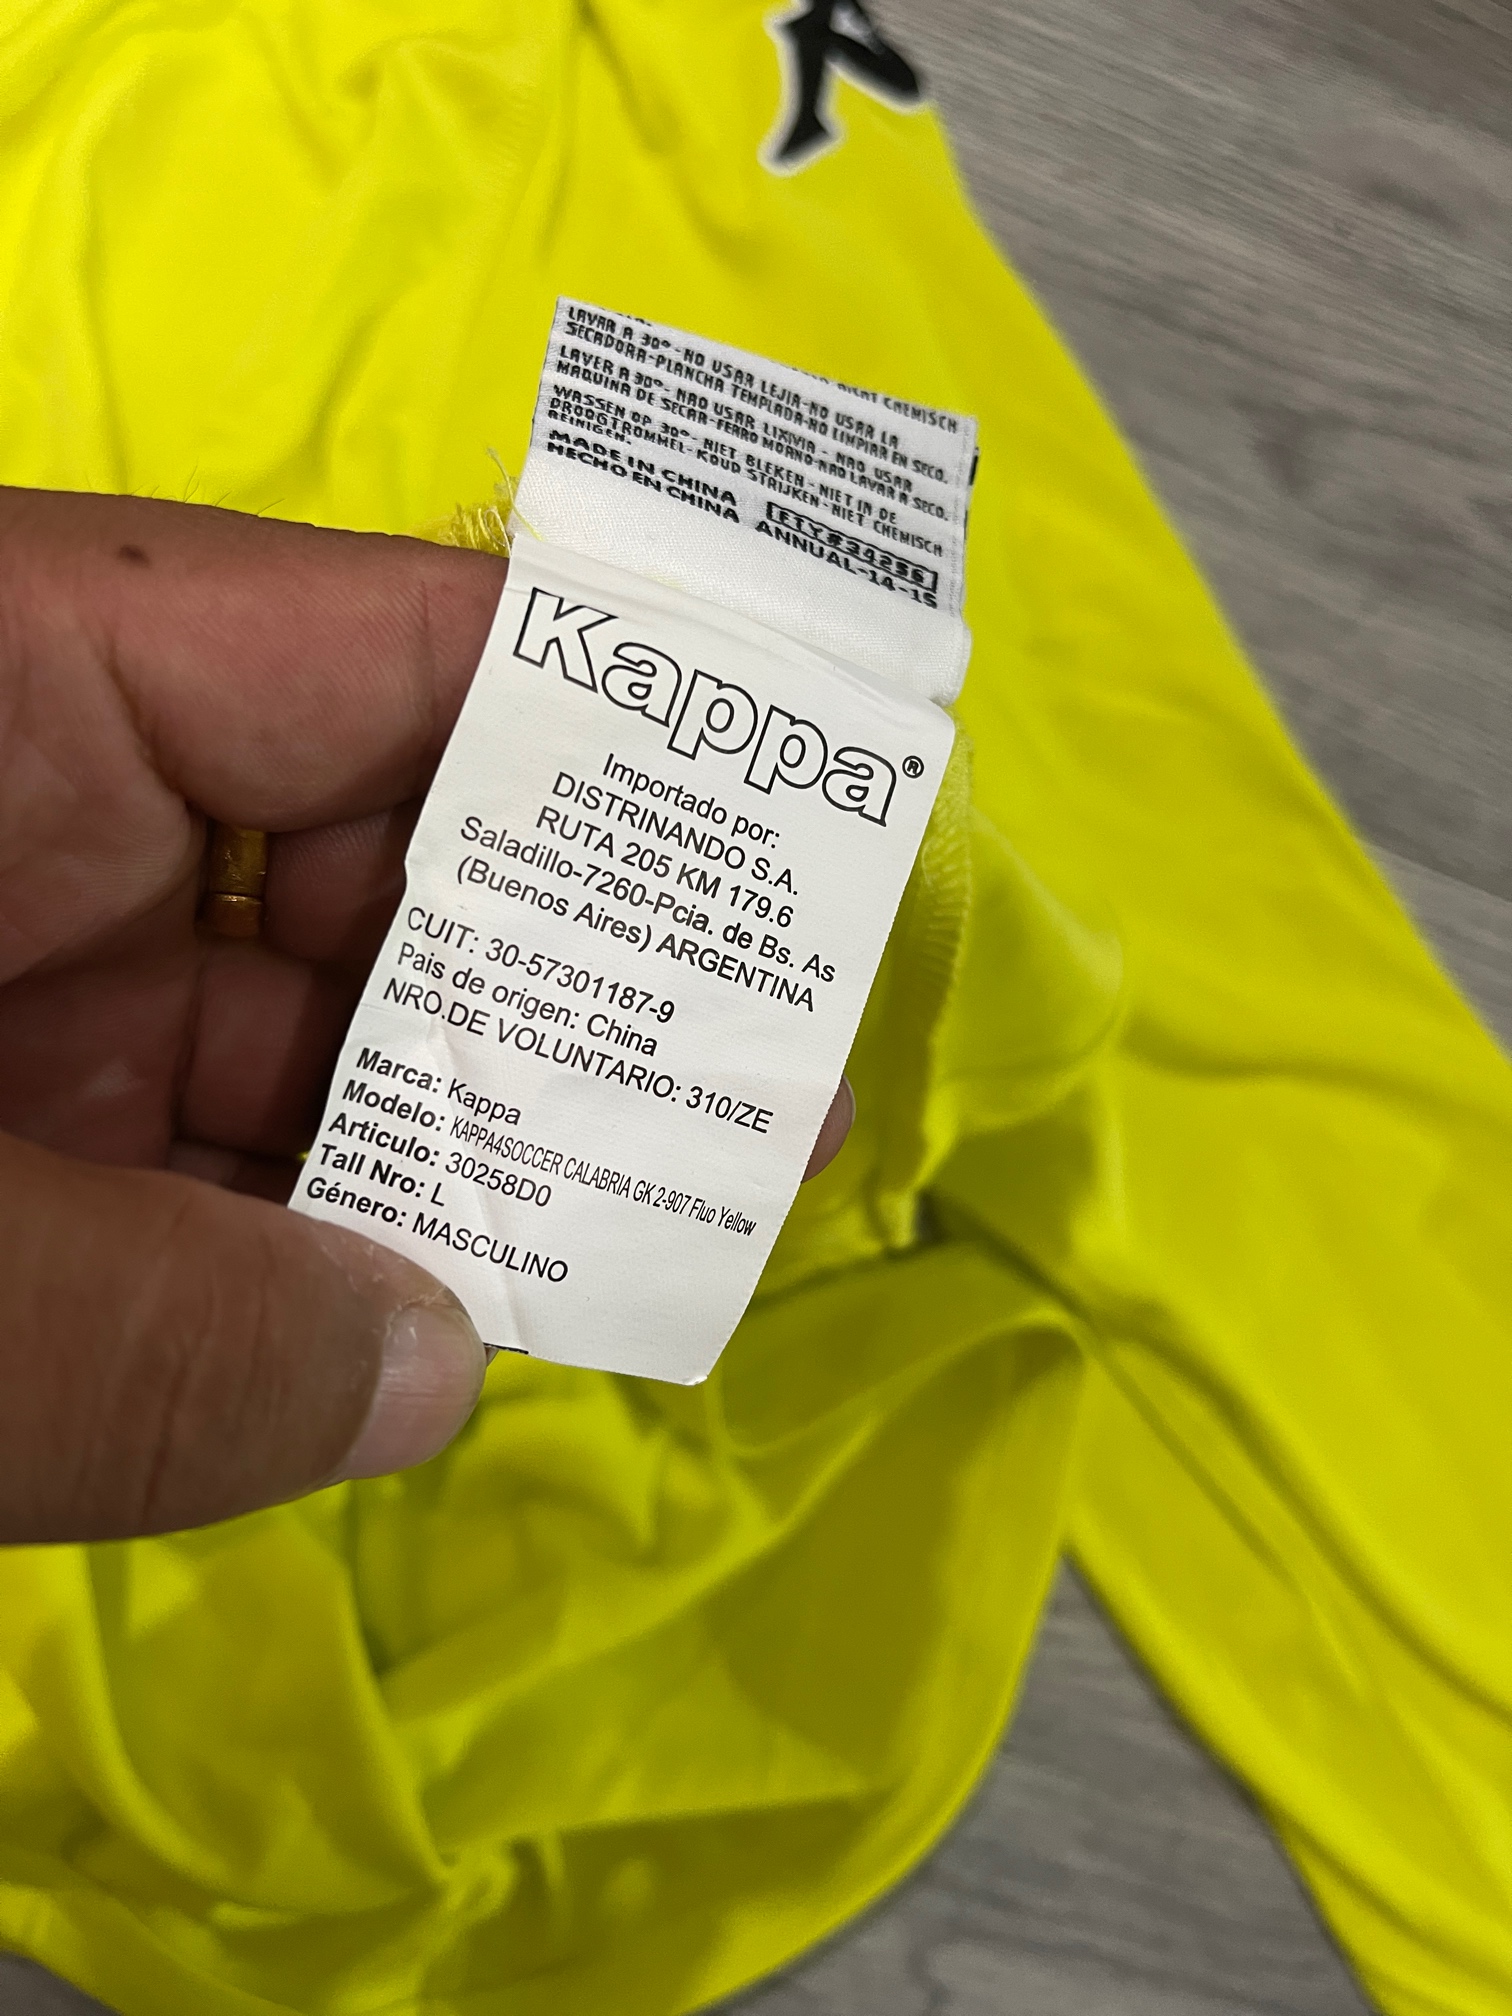 NICHT CHEMISCH
LAVAR A 30°-NO USAR LEJIA-NO USAR LA
SECADORA-PLANCHA TEMPLADA-NO LIMPIAR EN SECO.
LAVER A 30°- NAO USAR LIXIVIA - NAO USAR
MAQUINA DE SECAR-FERRO MORNO-NAO LAVAR A SECO.
WASSEN OP 30°- NIET BLEKEN - NIET IN DE
DROOGTROMMEL- KOUD STRIJKEN - NIET CHEMISCH
REINIGEN.
MADE IN CHINA
HECHO EN CHINA
FTY#34256
ANNUAL-14-15
Kappa®
Importado por:
DISTRINANDO S.A.
RUTA 205 KM 179.6
Saladillo-7260-Pcia. de Bs. As
(Buenos Aires) ARGENTINA
CUIT: 30-57301187-9
Pais de origen: China
NRO.DE VOLUNTARIO: 310/ZE
Marca: Kappa
Modelo: KAPPA4SOCCER CALABRIA GK 2-907 Fluo Yellow
Articulo: 30258D0
Tall Nro: L
Género: MASCULINO